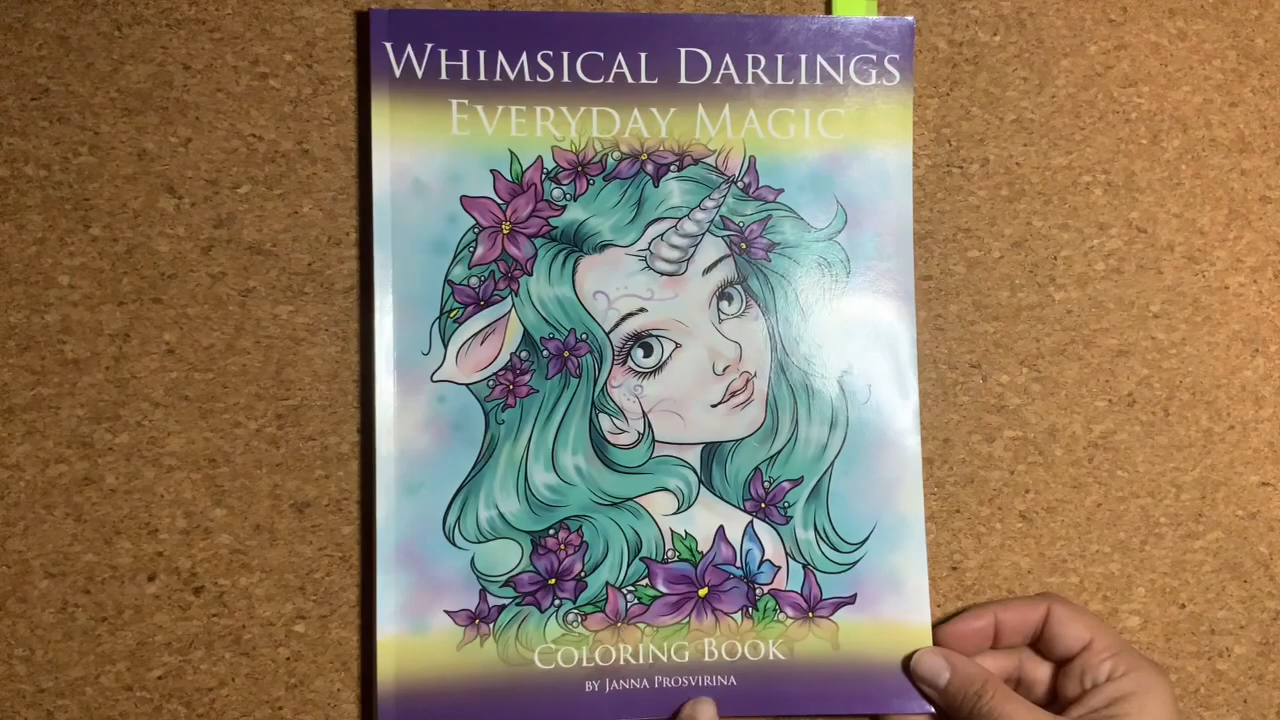 WHIMSICAL DARLINGS
EVERYDAY MAGIC
COLORING BOOK
BY JANNA PROSVIRINA